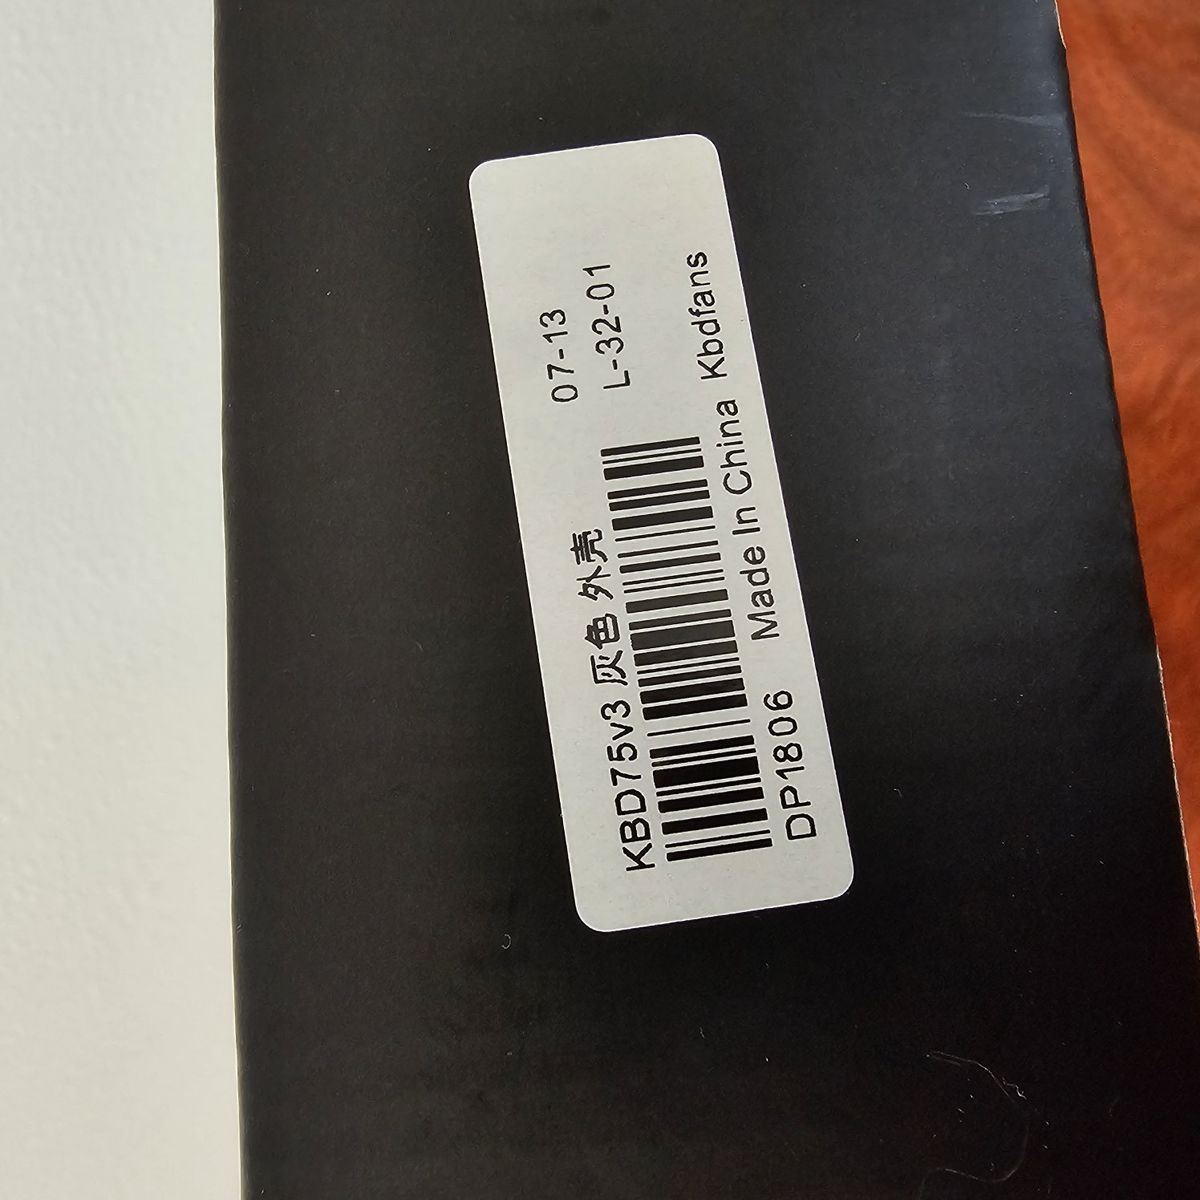 KBD75v3 灰色 外壳 07-13
L-32-01
DP1806 Made In China Kbdfans